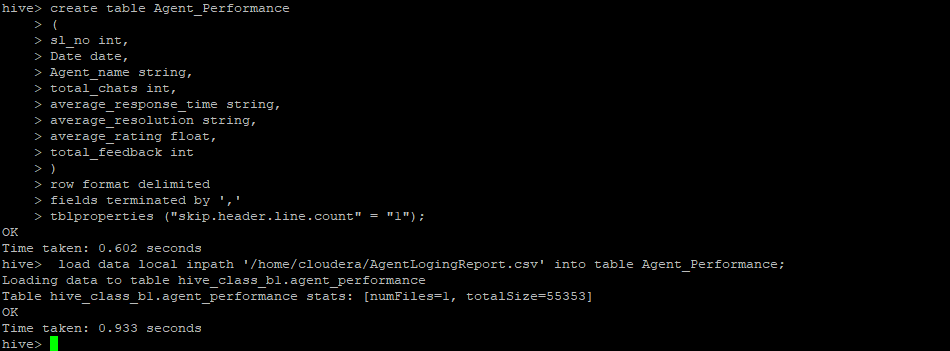 hive> create table Agent_Performance
    > (
    > sl_no int,
    > Date date,
    > Agent_name string,
    > total_chats int,
    > average_response_time string,
    > average_resolution string,
    > average_rating float,
    > total_feedback int
    > )
    > row format delimited
    > fields terminated by ','
    > tblproperties ("skip.header.line.count" = "1");
OK
Time taken: 0.602 seconds
hive>  load data local inpath '/home/cloudera/AgentLogingReport.csv' into table Agent_Performance;
Loading data to table hive_class_b1.agent_performance
Table hive_class_b1.agent_performance stats: [numFiles=1, totalSize=55353]
OK
Time taken: 0.933 seconds
hive>